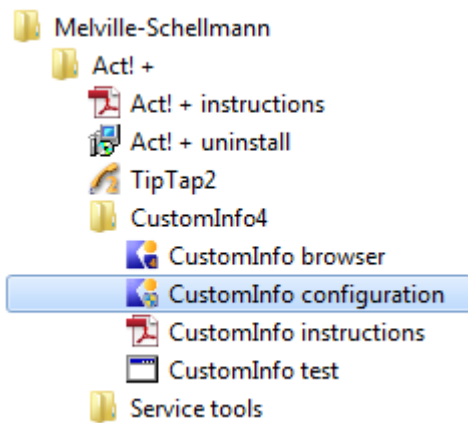 Melville-Schellmann
Act! +
Act! + instructions
Act! + uninstall
TipTap2
CustomInfo4
CustomInfo browser
CustomInfo configuration
CustomInfo instructions
CustomInfo test
Service tools